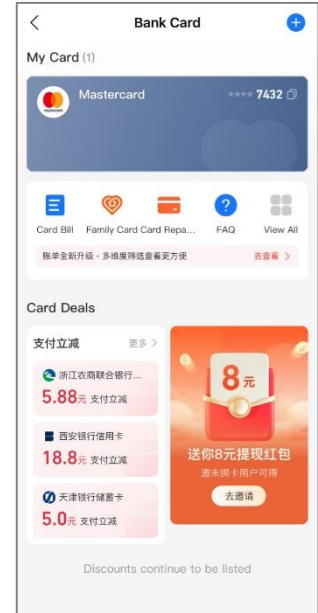 Bank Card
My Card (1)
Mastercard
**** 7432
Card Bill
Family Card
Card Repa...
FAQ
View All
账单全新升级・多维度筛选查看更方便
去查看 >
Card Deals
支付立减
更多 >
浙江农商联合银行...
5.88元 支付立减
西安银行信用卡
18.8元 支付立减
天津银行储蓄卡
5.0元 支付立减
8元
送你8元提现红包
邀未绑卡用户可得
去邀请
Discounts continue to be listed